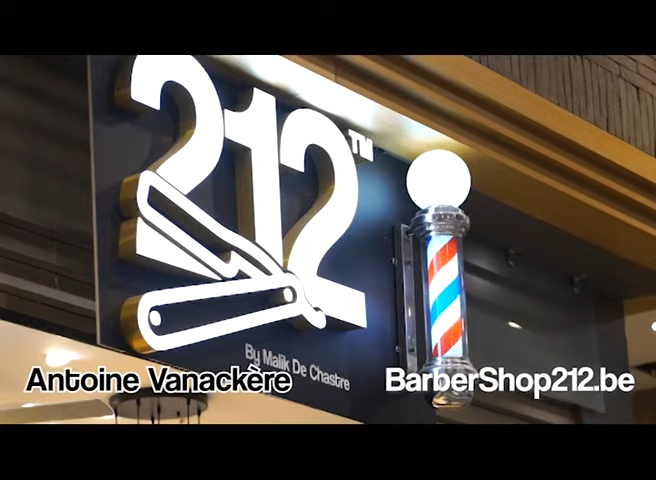 212™
By Malik De Chastre
Antoine Vanackère
BarberShop212.be